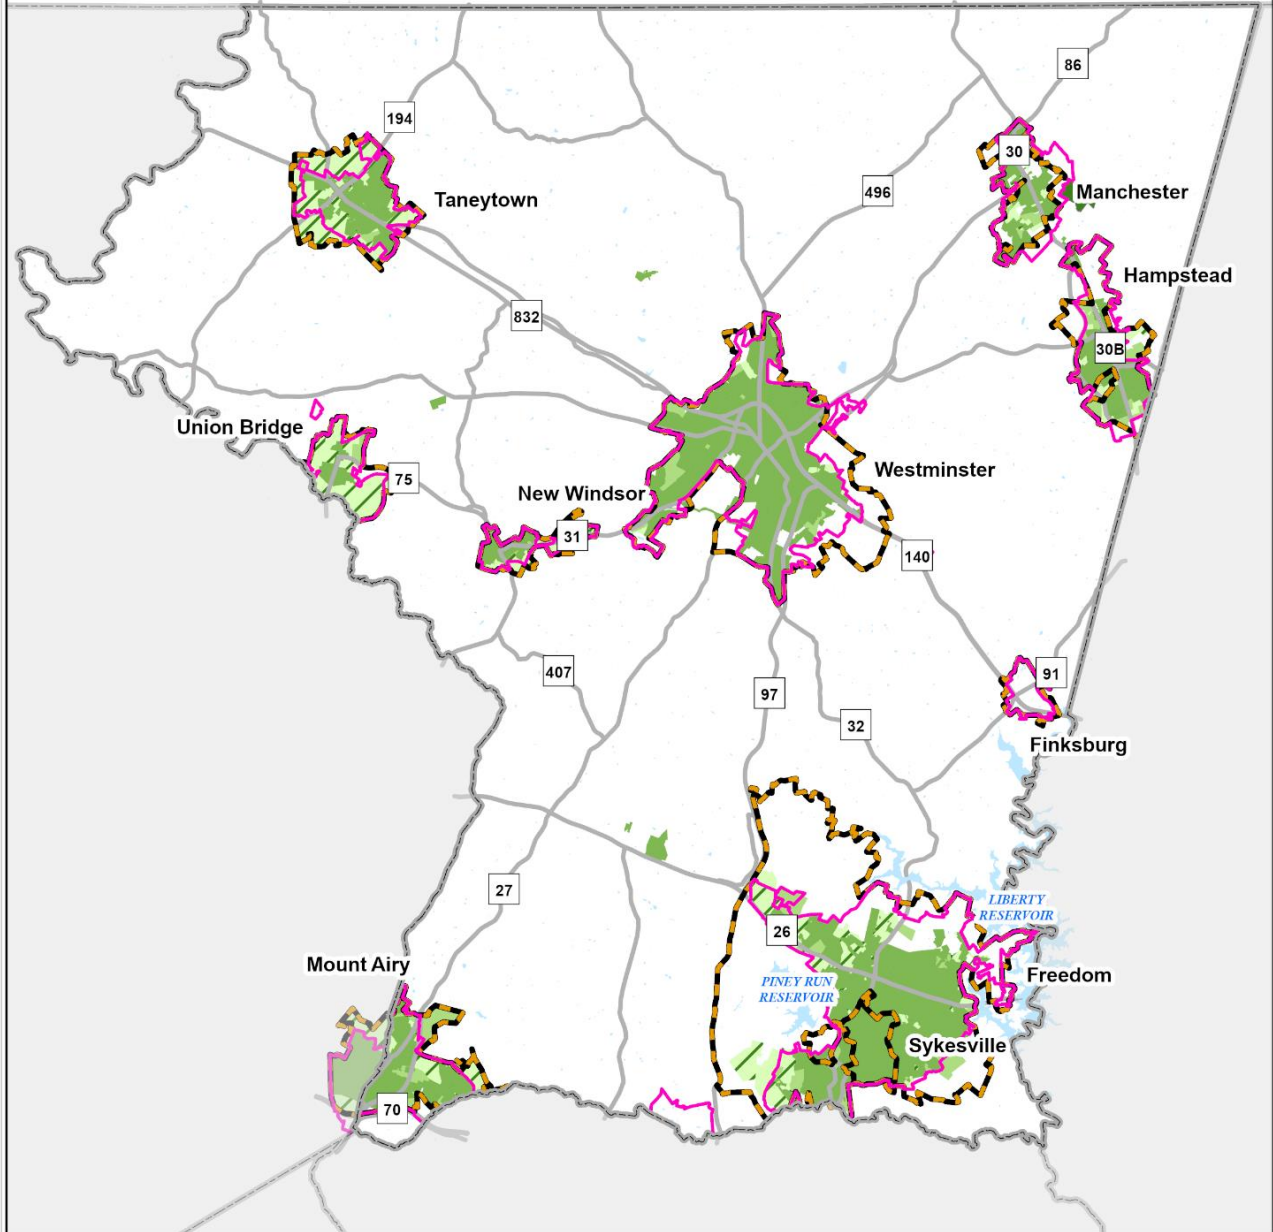 86
194
30
Manchester
496
Taneytown
Hampstead
832
30B
Union Bridge
Westminster
75
New Windsor
31
140
407
91
97
32
Finksburg
27
LIBERTY
RESERVOIR
26
Mount Airy
Freedom
PINEY RUN
RESERVOIR
Sykesville
70